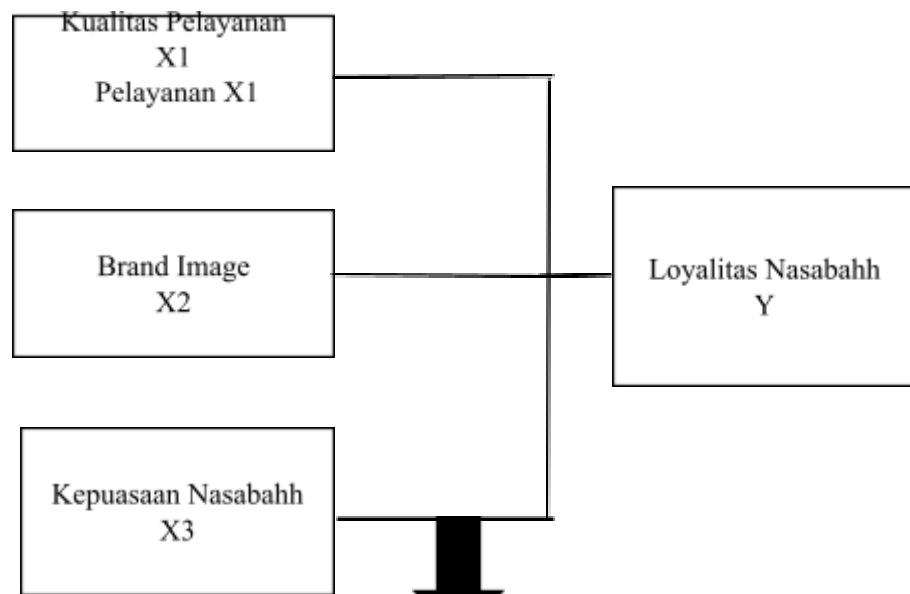 Kualitas Pelayanan
X1
Pelayanan X1
Brand Image
X2
Loyalitas Nasabahh
Y
Kepuasaan Nasabahh
X3